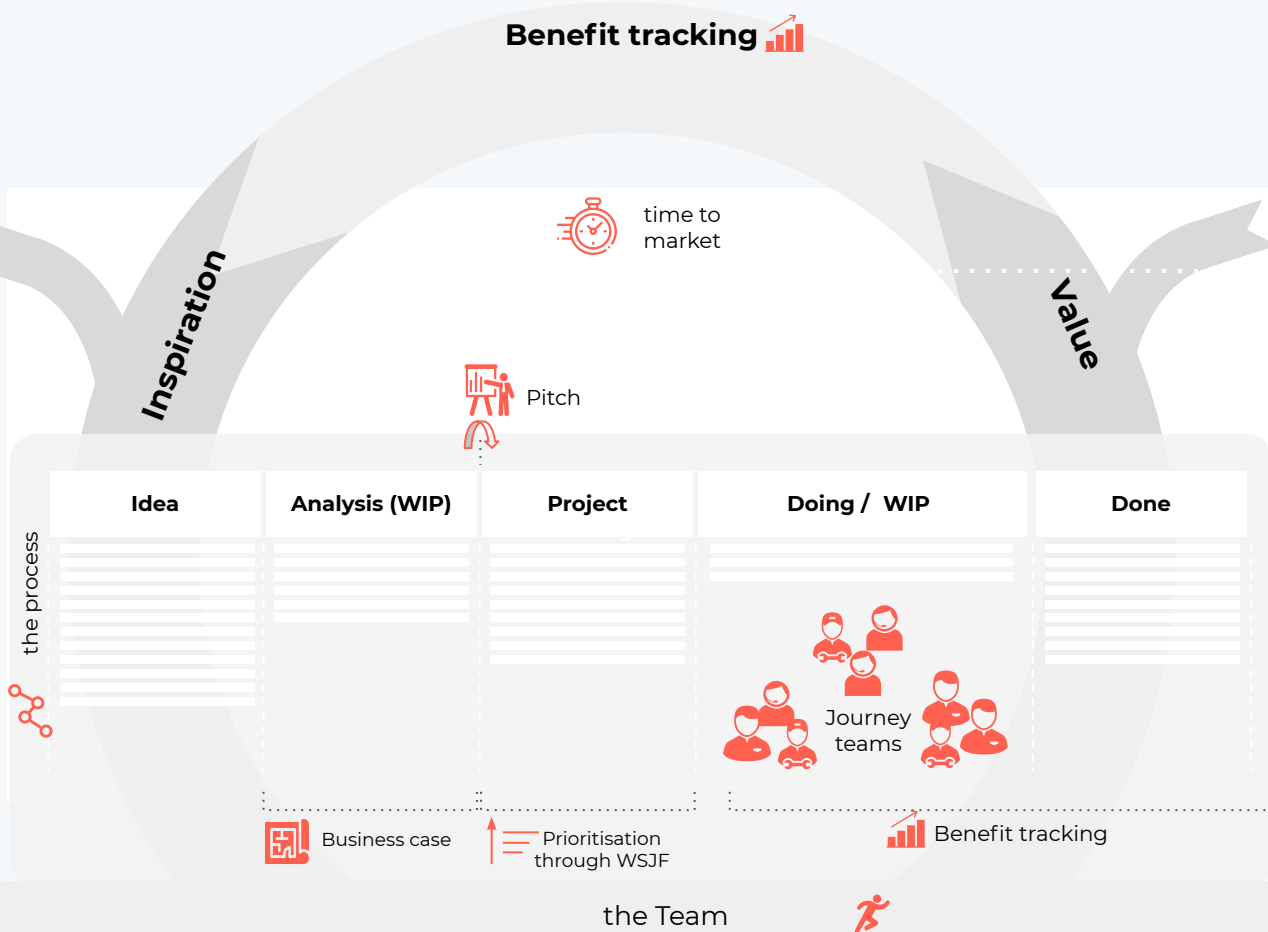 Benefit tracking
time to
market
Inspiration
Value
Pitch
Idea
Analysis (WIP)
Project
Doing / WIP
Done
the process
Journey
teams
Business case
Prioritisation
through WSJF
Benefit tracking
the Team